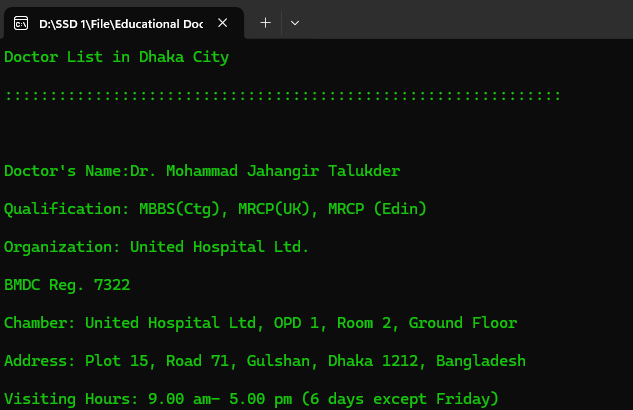 D:\SSD 1\File\Educational Doc
Doctor List in Dhaka City
::::::::::::::::::::::::::::::::::::::::::::::::::::::::::::::
Doctor's Name:Dr. Mohammad Jahangir Talukder
Qualification: MBBS(Ctg), MRCP(UK), MRCP (Edin)
Organization: United Hospital Ltd.
BMDC Reg. 7322
Chamber: United Hospital Ltd, OPD 1, Room 2, Ground Floor
Address: Plot 15, Road 71, Gulshan, Dhaka 1212, Bangladesh
Visiting Hours: 9.00 am- 5.00 pm (6 days except Friday)